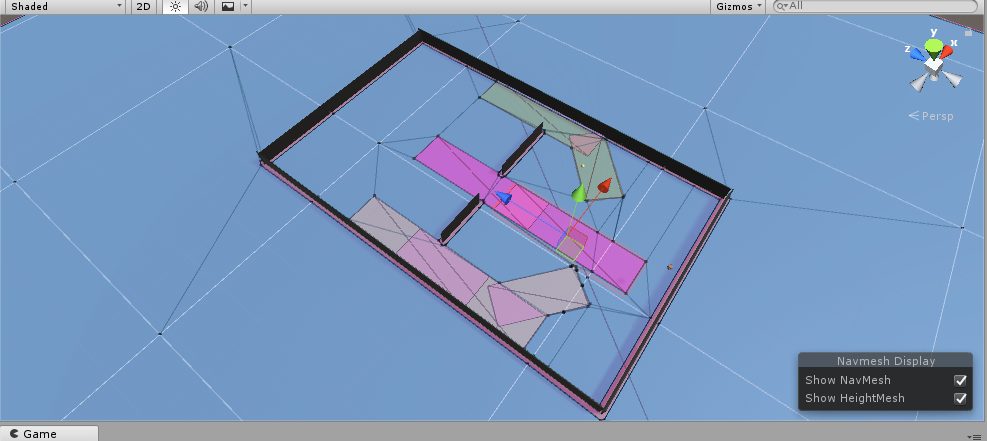 Shaded 2D Gizmos All
y
z x
Persp
Navmesh Display
Show NavMesh
Show HeightMesh
Game